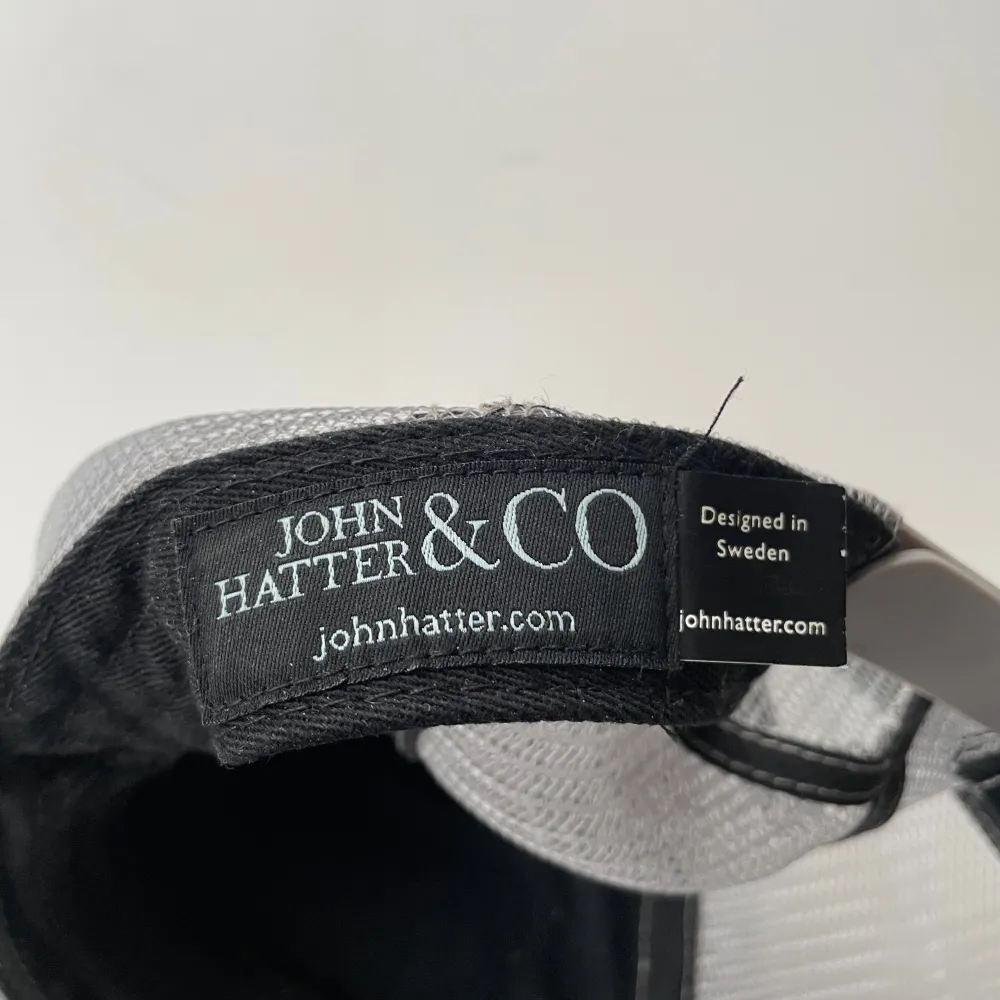 JOHN
HATTER & CO
johnhatter.com
Designed in
Sweden
johnhatter.com